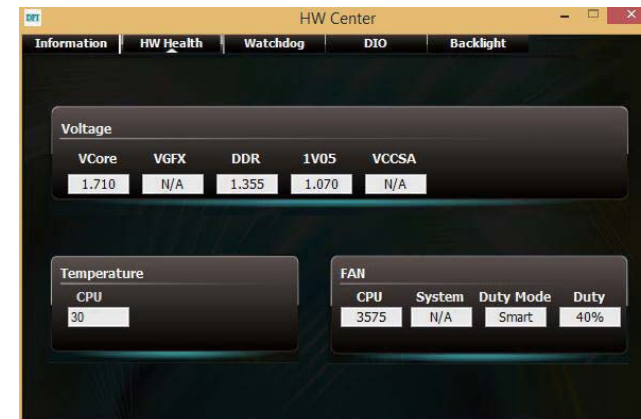 DFI HW Center
Information HW Health Watchdog DIO Backlight
Voltage
VCore VGFX DDR 1V05 VCCSA
1.710 N/A 1.355 1.070 N/A
Temperature
CPU
30
FAN
CPU System Duty Mode Duty
3575 N/A Smart 40%